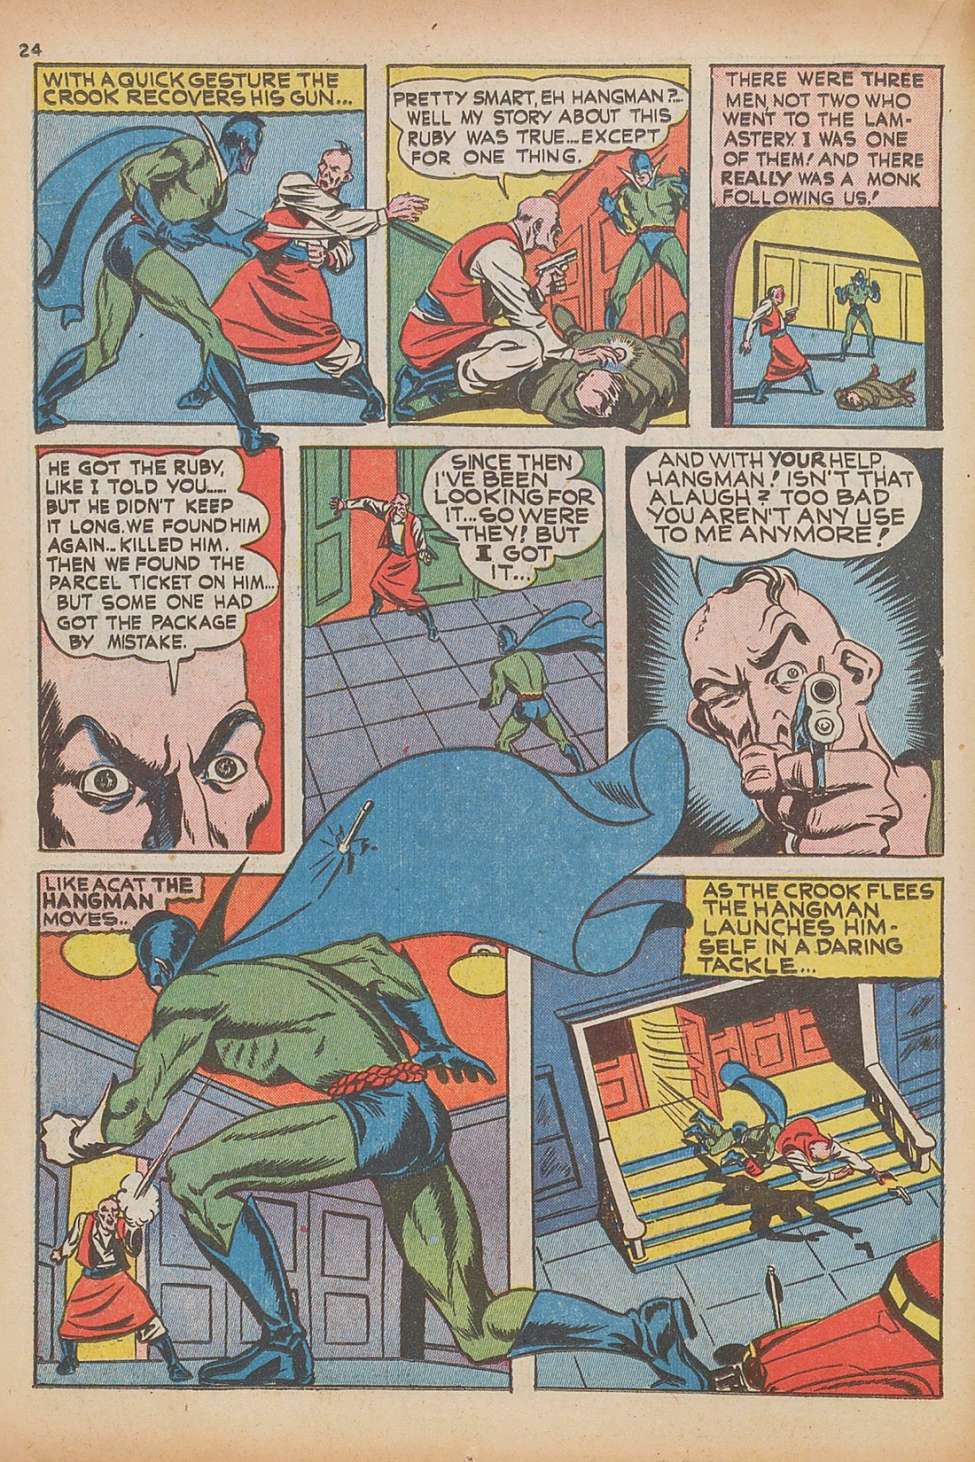 24
WITH A QUICK GESTURE THE
CROOK RECOVERS HIS GUN...
PRETTY SMART, EH HANGMAN?...
WELL MY STORY ABOUT THIS
RUBY WAS TRUE...EXCEPT
FOR ONE THING.
THERE WERE THREE
MEN, NOT TWO WHO
WENT TO THE LAM-
ASTERY. I WAS ONE
OF THEM! AND THERE
REALLY WAS A MONK
FOLLOWING US!
HE GOT THE RUBY,
LIKE I TOLD YOU.....
BUT HE DIDN'T KEEP
IT LONG. WE FOUND HIM
AGAIN... KILLED HIM.
THEN WE FOUND THE
PARCEL TICKET ON HIM...
BUT SOME ONE HAD
GOT THE PACKAGE
BY MISTAKE.
SINCE THEN
I'VE BEEN
LOOKING FOR
IT...SO WERE
THEY! BUT
I GOT
IT...
AND WITH YOUR HELP,
HANGMAN! ISN'T THAT
A LAUGH? TOO BAD
YOU AREN'T ANY USE
TO ME ANYMORE!
LIKE A CAT THE
HANGMAN
MOVES..
AS THE CROOK FLEES
THE HANGMAN
LAUNCHES HIM-
SELF IN A DARING
TACKLE...